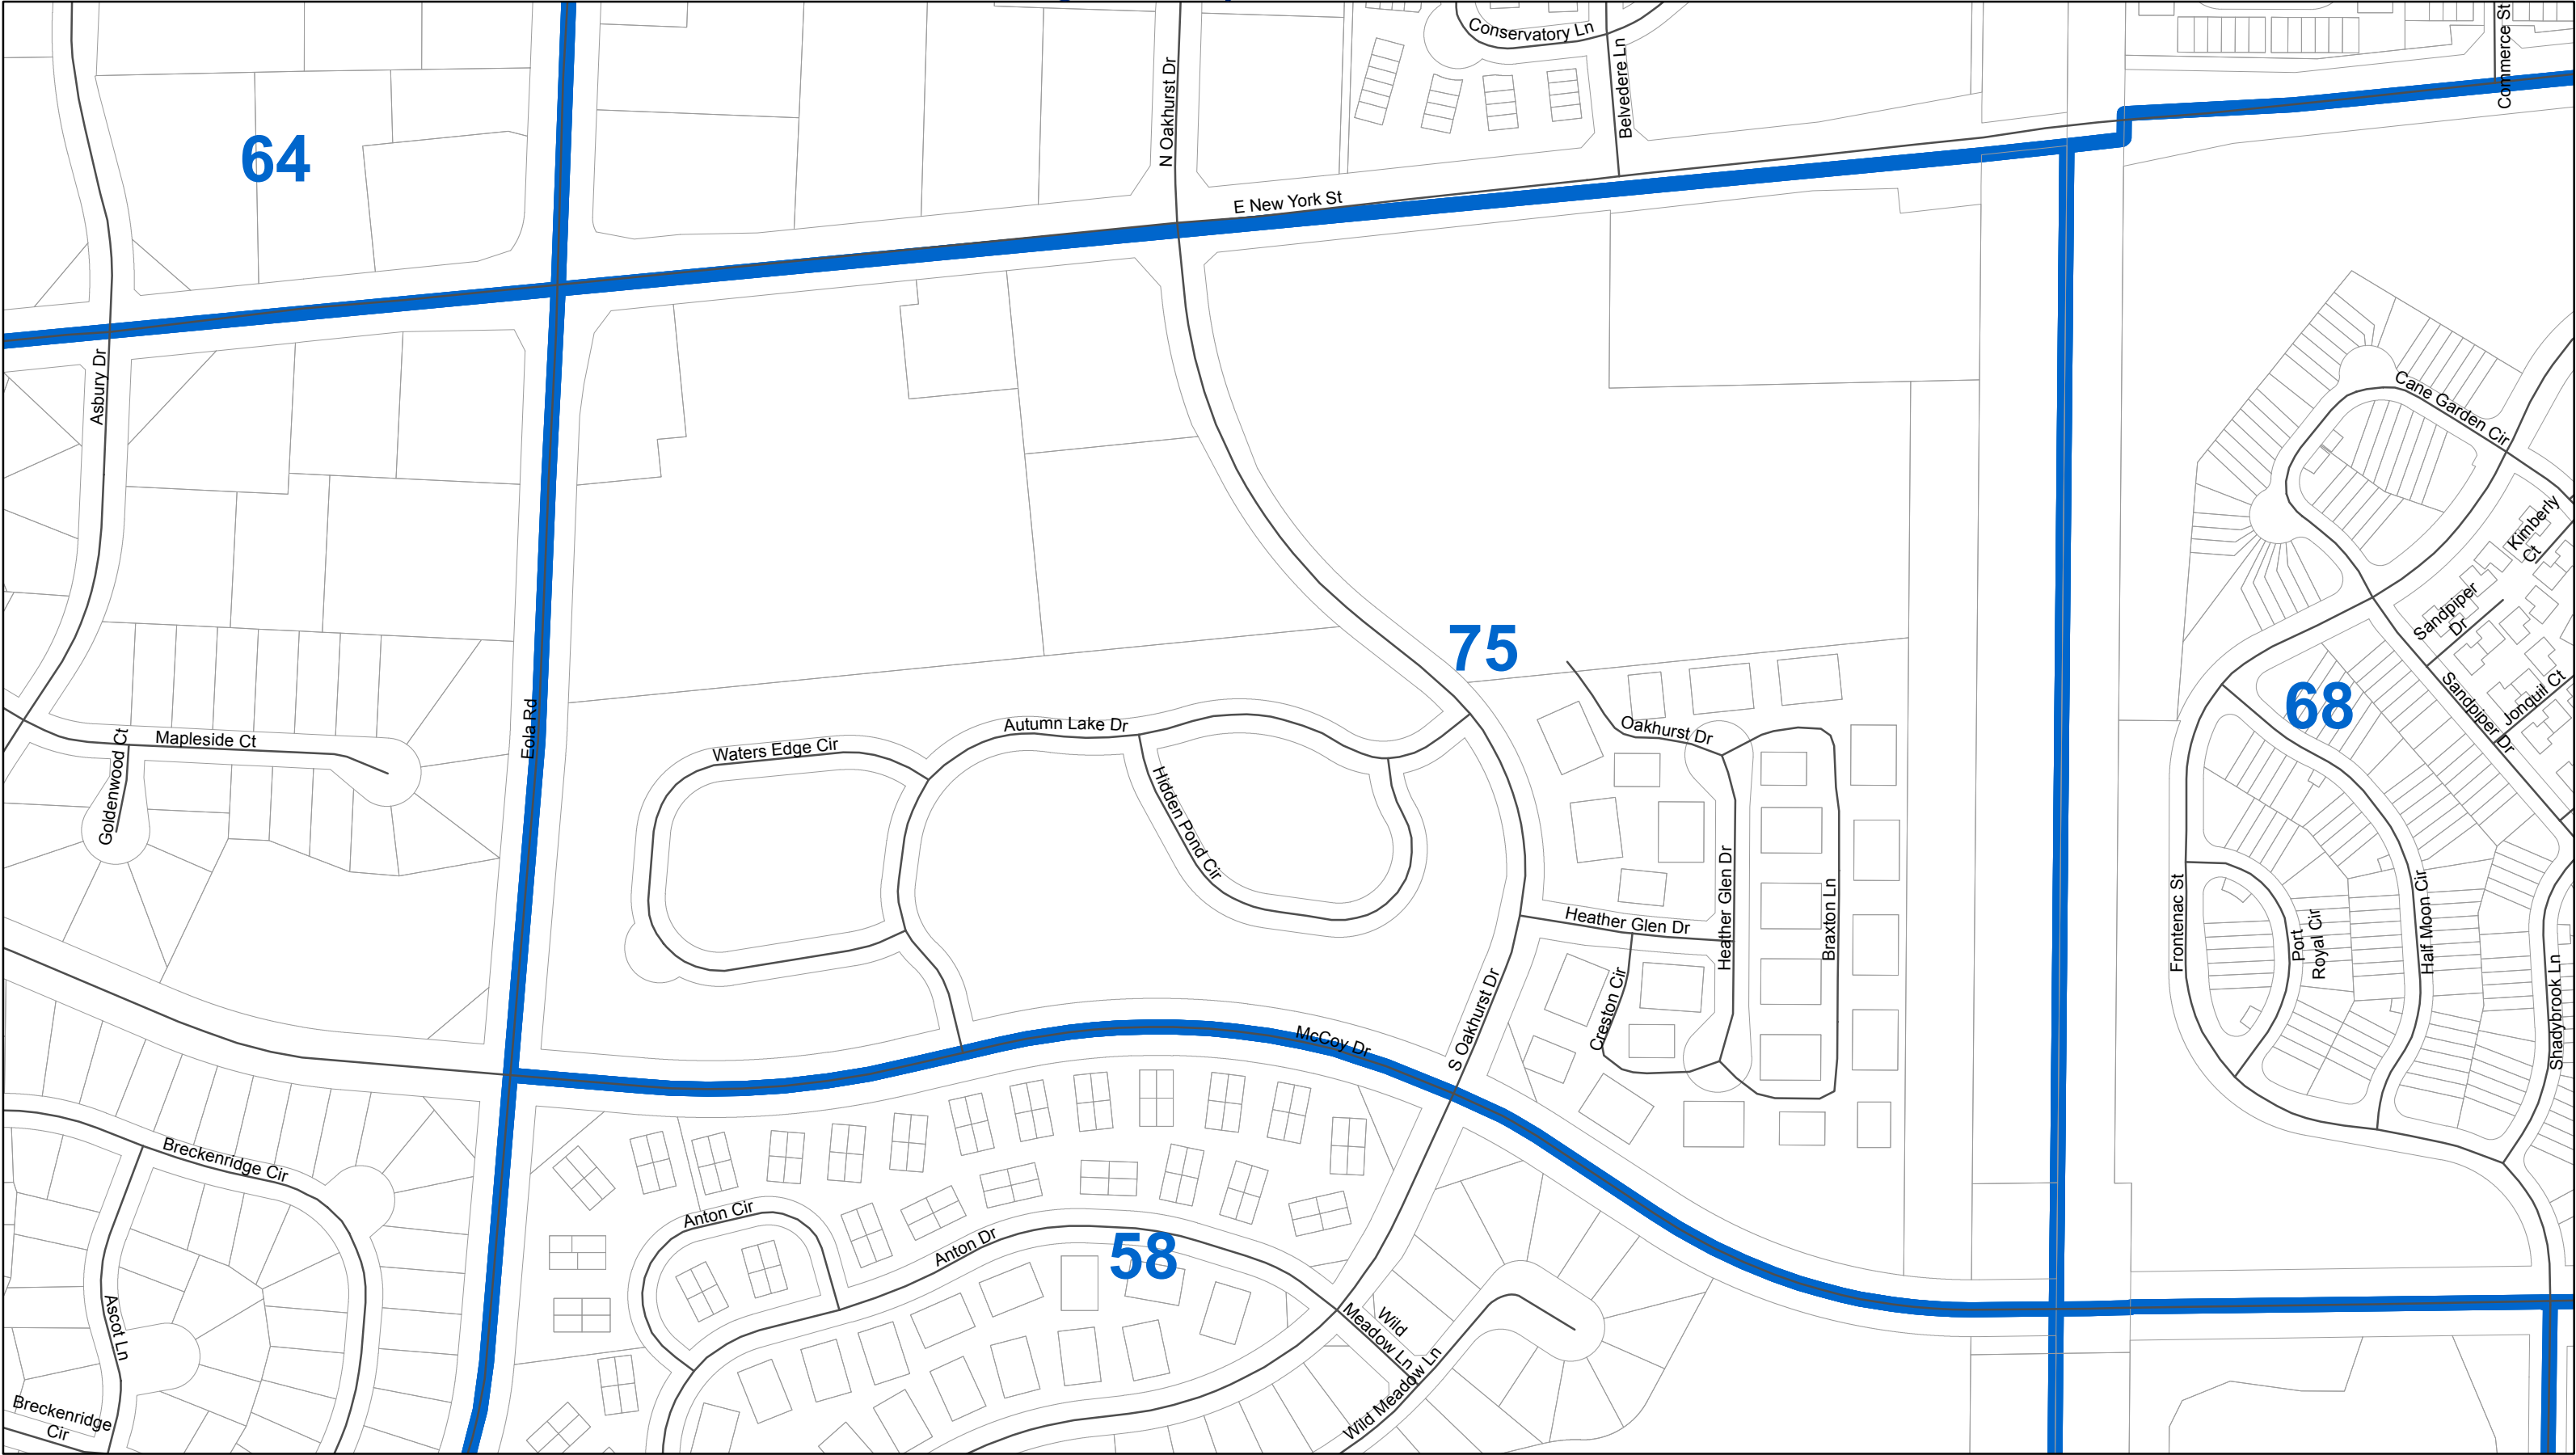 Conservatory Ln
Commerce St
Belvedere Ln
N Oakhurst Dr
64
E New York St
Asbury Dr
Cane Garden Cir
Kimberly
Ct
Sandpiper
Dr
75
68
Sandpiper Dr
Jonquil Ct
Eola Rd
Mapleside Ct
Goldenwood Ct
Waters Edge Cir
Autumn Lake Dr
Hidden Pond Cir
Oakhurst Dr
Heather Glen Dr
Heather Glen Dr
Braxton Ln
Creston Cir
Frontenac St
Port
Royal Cir
Half Moon Cir
Shadybrook Ln
S Oakhurst Dr
McCoy Dr
Breckenridge Cir
Anton Cir
Anton Dr
58
Ascot Ln
Wild
Meadow Ln
Wild Meadow Ln
Breckenridge
Cir